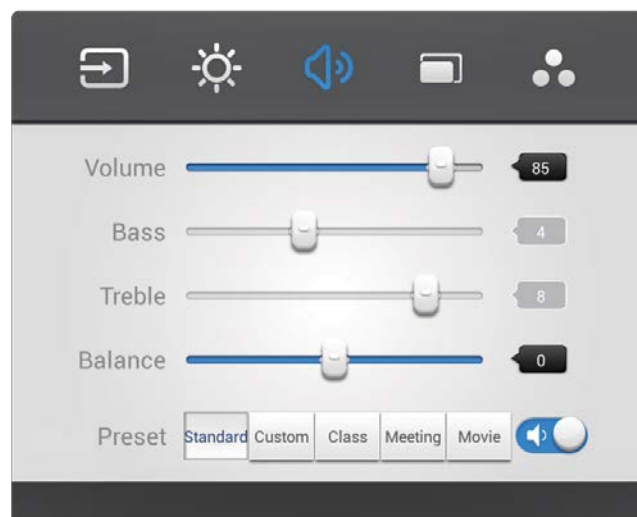 Volume 85
Bass 4
Treble 8
Balance 0
Preset Standard Custom Class Meeting Movie